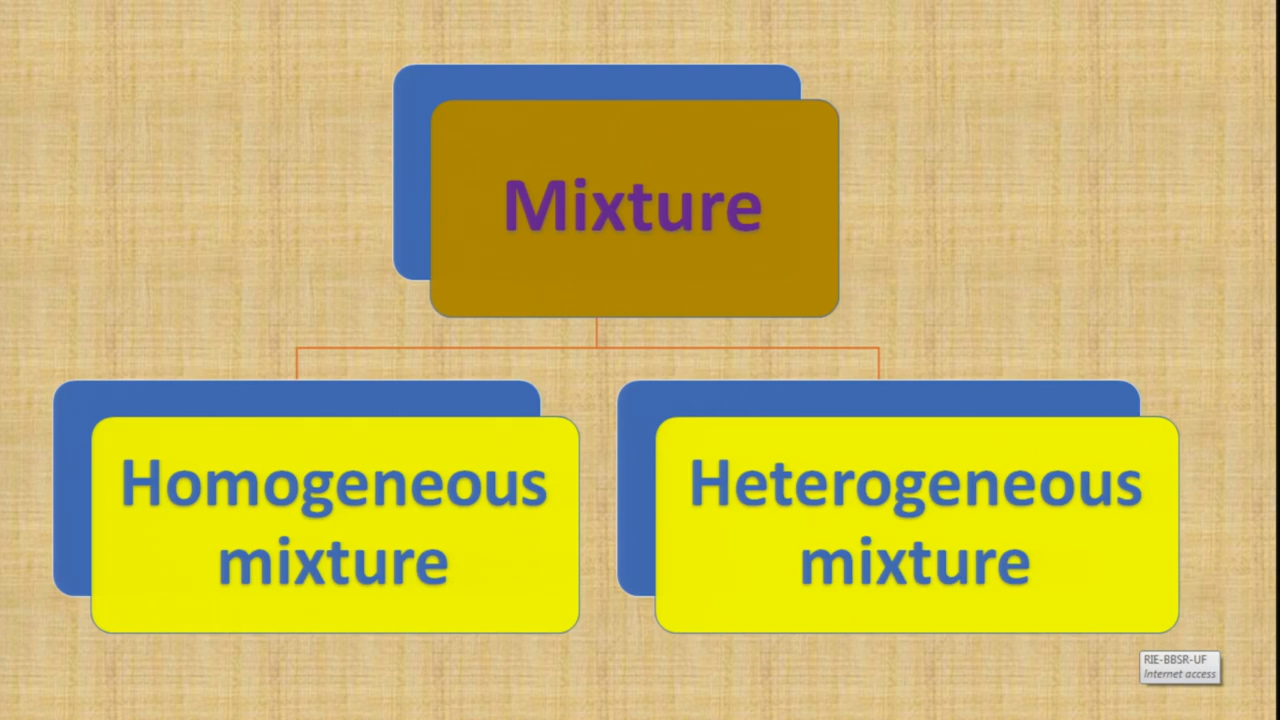 Mixture
Homogeneous
mixture
Heterogeneous
mixture
RIE-BBSR-UF
Internet access